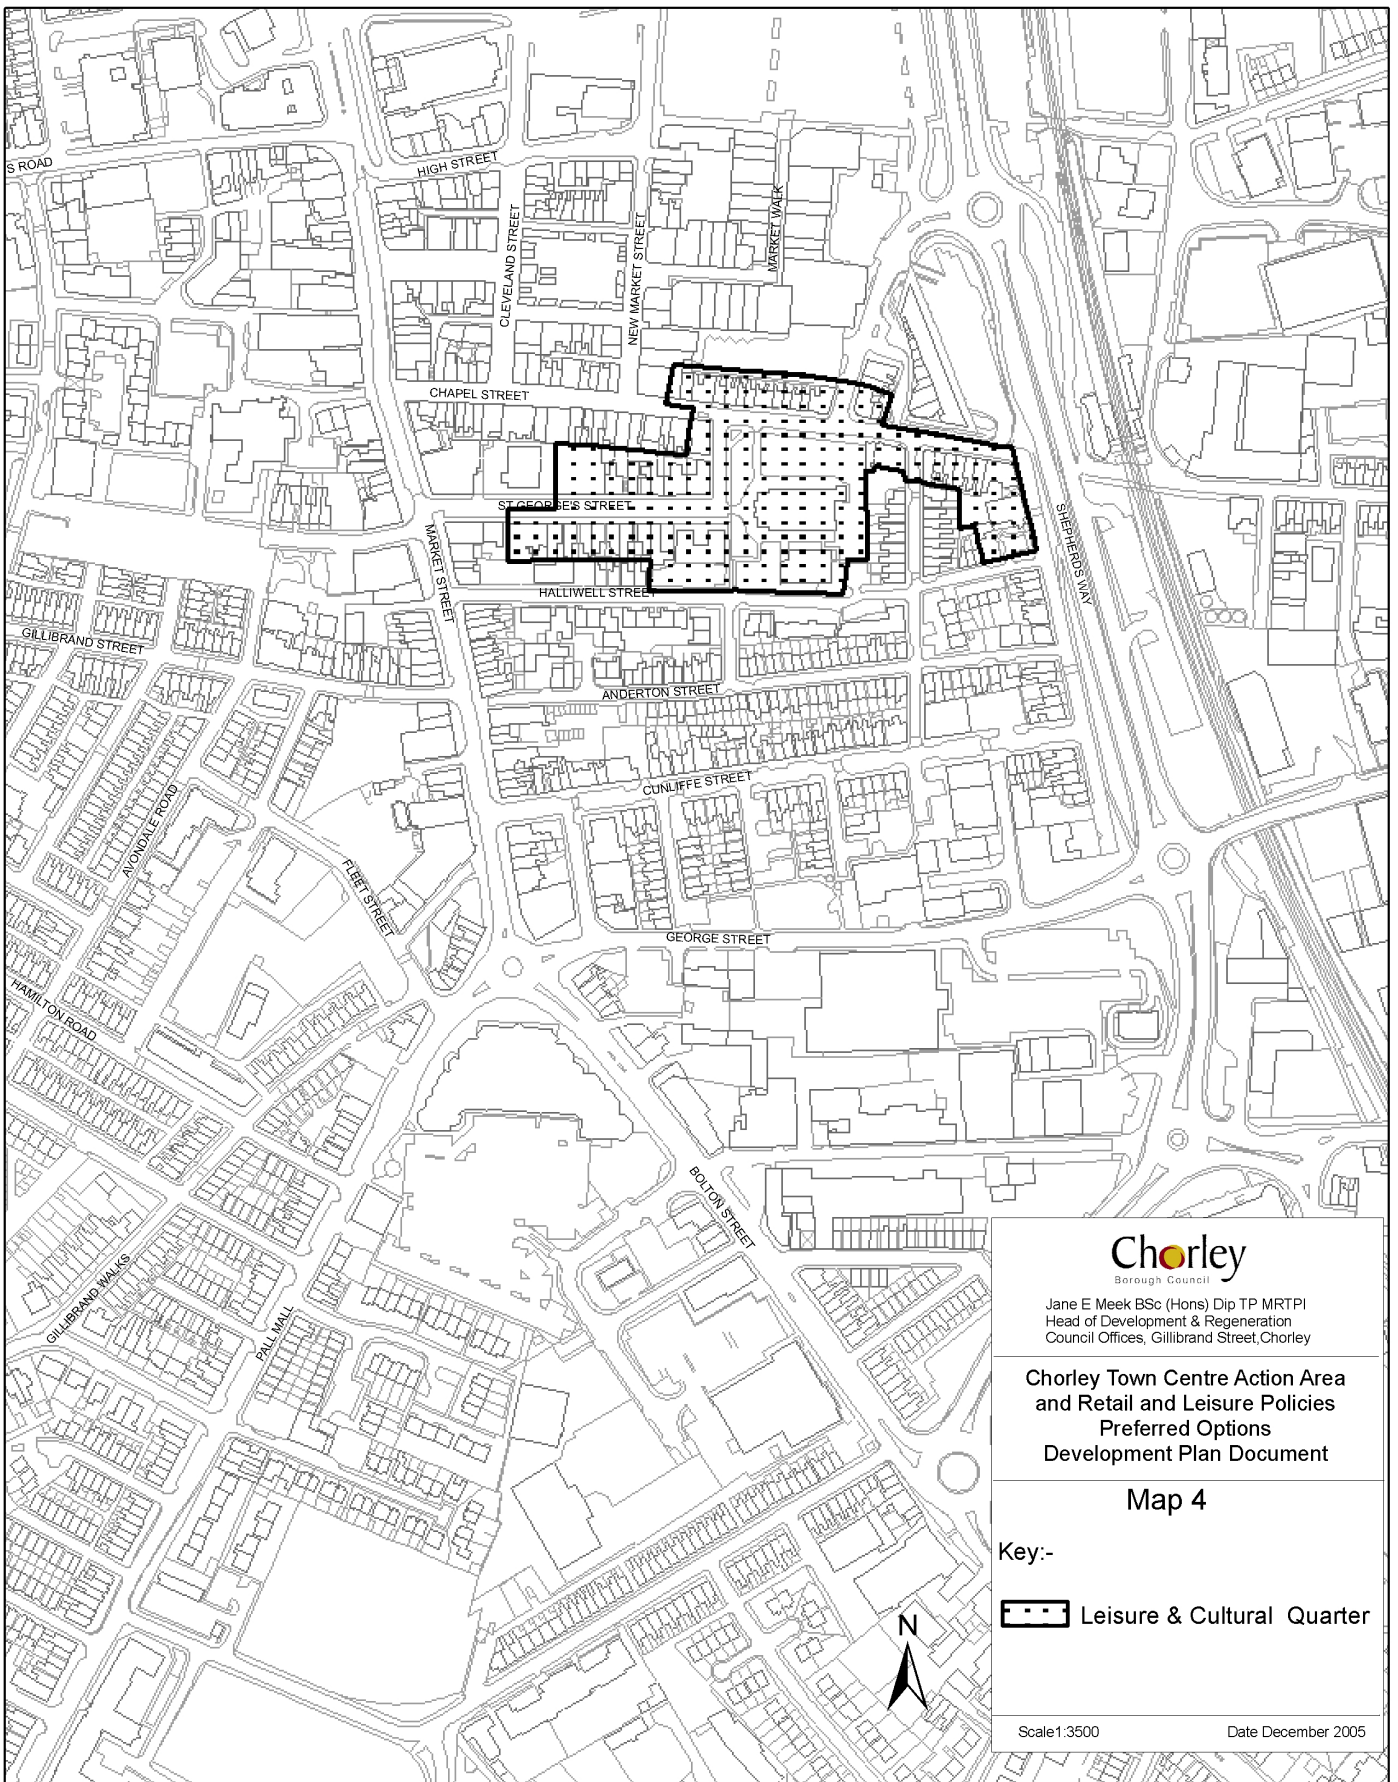 S ROAD
HIGH STREET
CLEVELAND STREET
NEW MARKET STREET
MARKET WALK
CHAPEL STREET
ST GEORGE'S STREET
MARKET STREET
SHEPHERDS WAY
HALLIWELL STREET
GILLIBRAND STREET
ANDERTON STREET
CUNLIFFE STREET
AVONDALE ROAD
FLEET STREET
GEORGE STREET
HAMILTON ROAD
BOLTON STREET
GILLIBRAND WALKS
PALL MALL
Chorley
Borough Council
Jane E Meek BSc (Hons) Dip TP MRTPI
Head of Development & Regeneration
Council Offices, Gillibrand Street,Chorley
Chorley Town Centre Action Area
and Retail and Leisure Policies
Preferred Options
Development Plan Document
Map 4
Key:-
Leisure & Cultural Quarter
N
Scale1:3500
Date December 2005